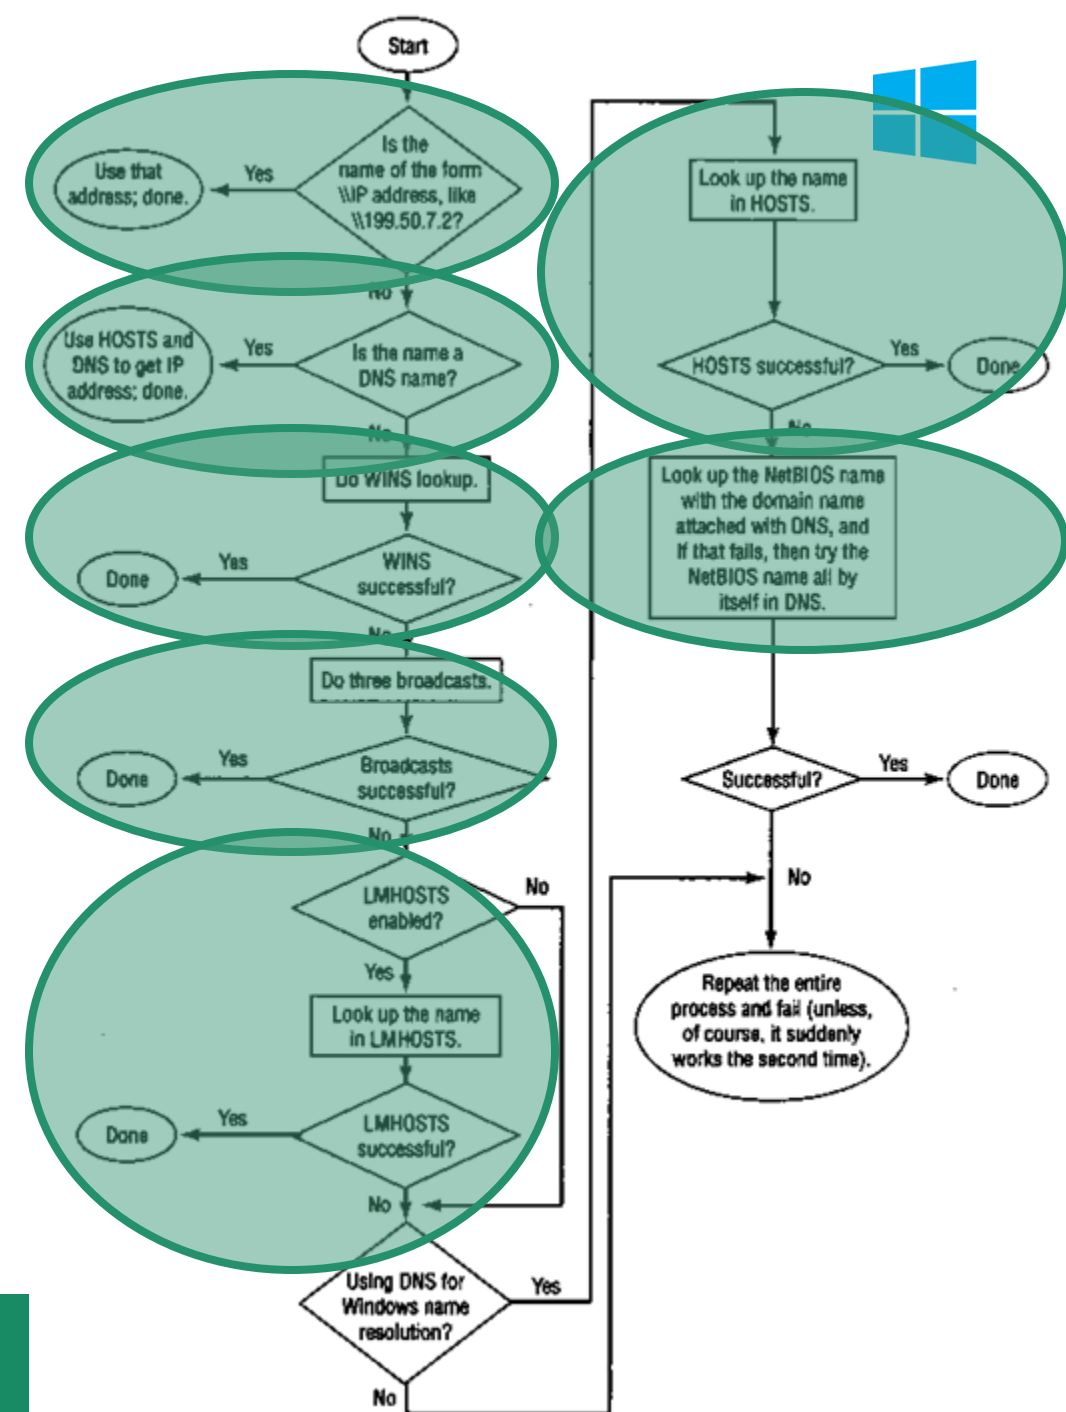 Start
Is the
name of the form
\\IP address, like
\\199.50.7.2?
Yes
Use that
address; done.
No
Is the name a
DNS name?
Yes
Use HOSTS and
DNS to get IP
address; done.
No
Do WINS lookup.
WINS
successful?
Yes
Done
No
Do three broadcasts.
Broadcasts
successful?
Yes
Done
No
LMHOSTS
enabled?
No
Yes
Look up the name
in LMHOSTS.
LMHOSTS
successful?
Yes
Done
No
Using DNS for
Windows name
resolution?
Yes
No
Look up the name
in HOSTS.
HOSTS successful?
Yes
Done
No
Look up the NetBIOS name
with the domain name
attached with DNS, and
If that fails, then try the
NetBIOS name all by
itself in DNS.
Successful?
Yes
Done
No
Repeat the entire
process and fail (unless,
of course, it suddenly
works the second time).